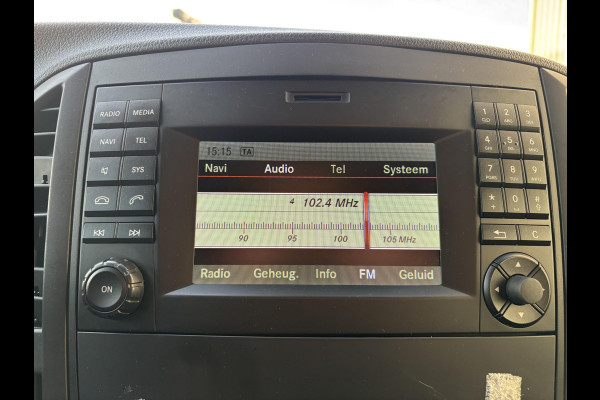 RADIO MEDIA
NAVI TEL
SYS
ON
15:15 TA
Navi Audio Tel Systeem
4 102.4 MHz
90 95 100 105 MHz
Radio Geheug. Info FM Geluid
1 2 3
4 5 6
7 8 9
* 0 #
C